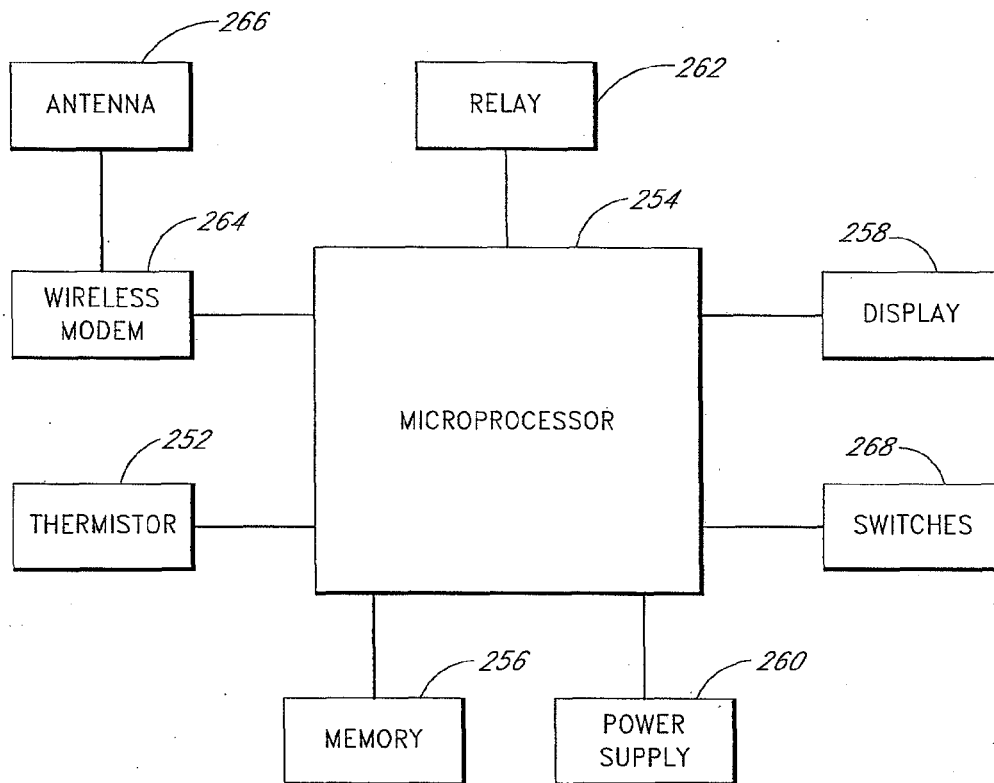 266
ANTENNA
262
RELAY
264
WIRELESS
MODEM
254
258
DISPLAY
MICROPROCESSOR
252
THERMISTOR
268
SWITCHES
256
MEMORY
260
POWER
SUPPLY